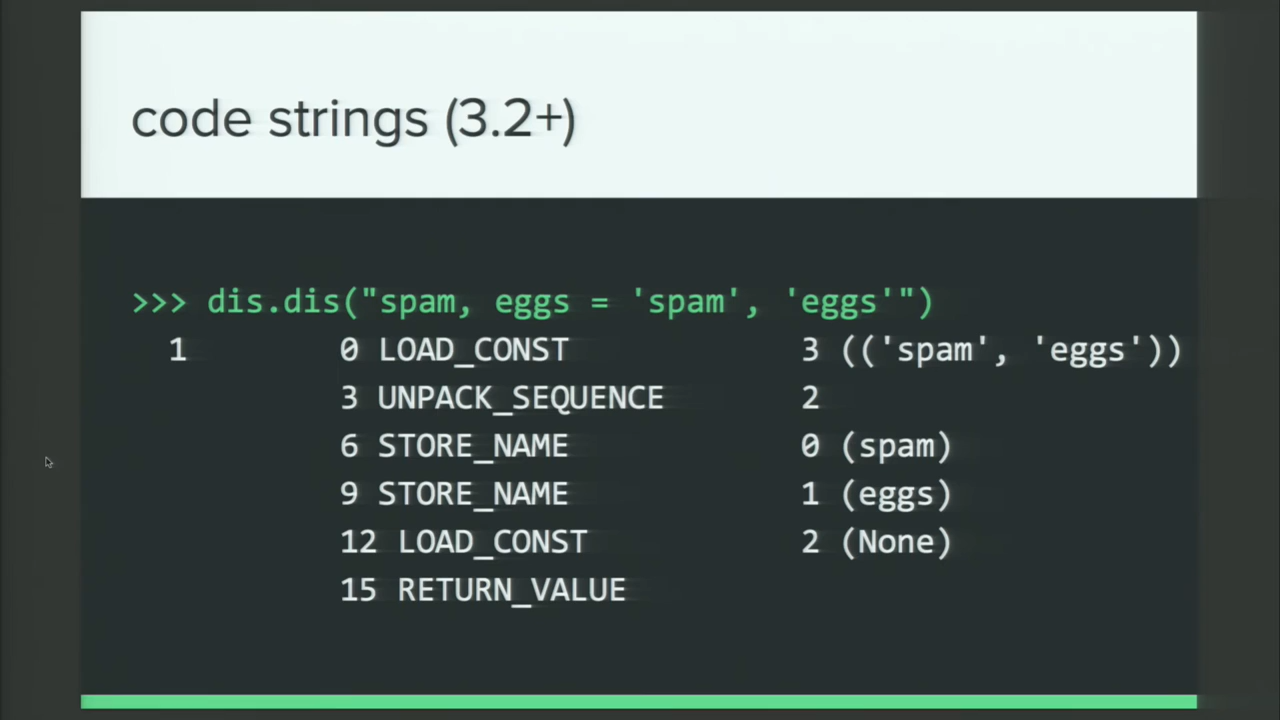 code strings (3.2+)
>>> dis.dis("spam, eggs = 'spam', 'eggs'")
1 0 LOAD_CONST 3 (('spam', 'eggs'))
3 UNPACK_SEQUENCE 2
6 STORE_NAME 0 (spam)
9 STORE_NAME 1 (eggs)
12 LOAD_CONST 2 (None)
15 RETURN_VALUE